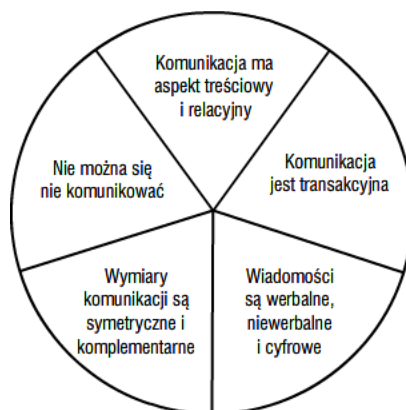 Komunikacja ma
aspekt treściowy
i relacyjny
Nie można się
nie komunikować
Komunikacja
jest transakcyjna
Wymiary
komunikacji są
symetryczne i
komplementarne
Wiadomości
są werbalne,
niewerbalne
i cyfrowe